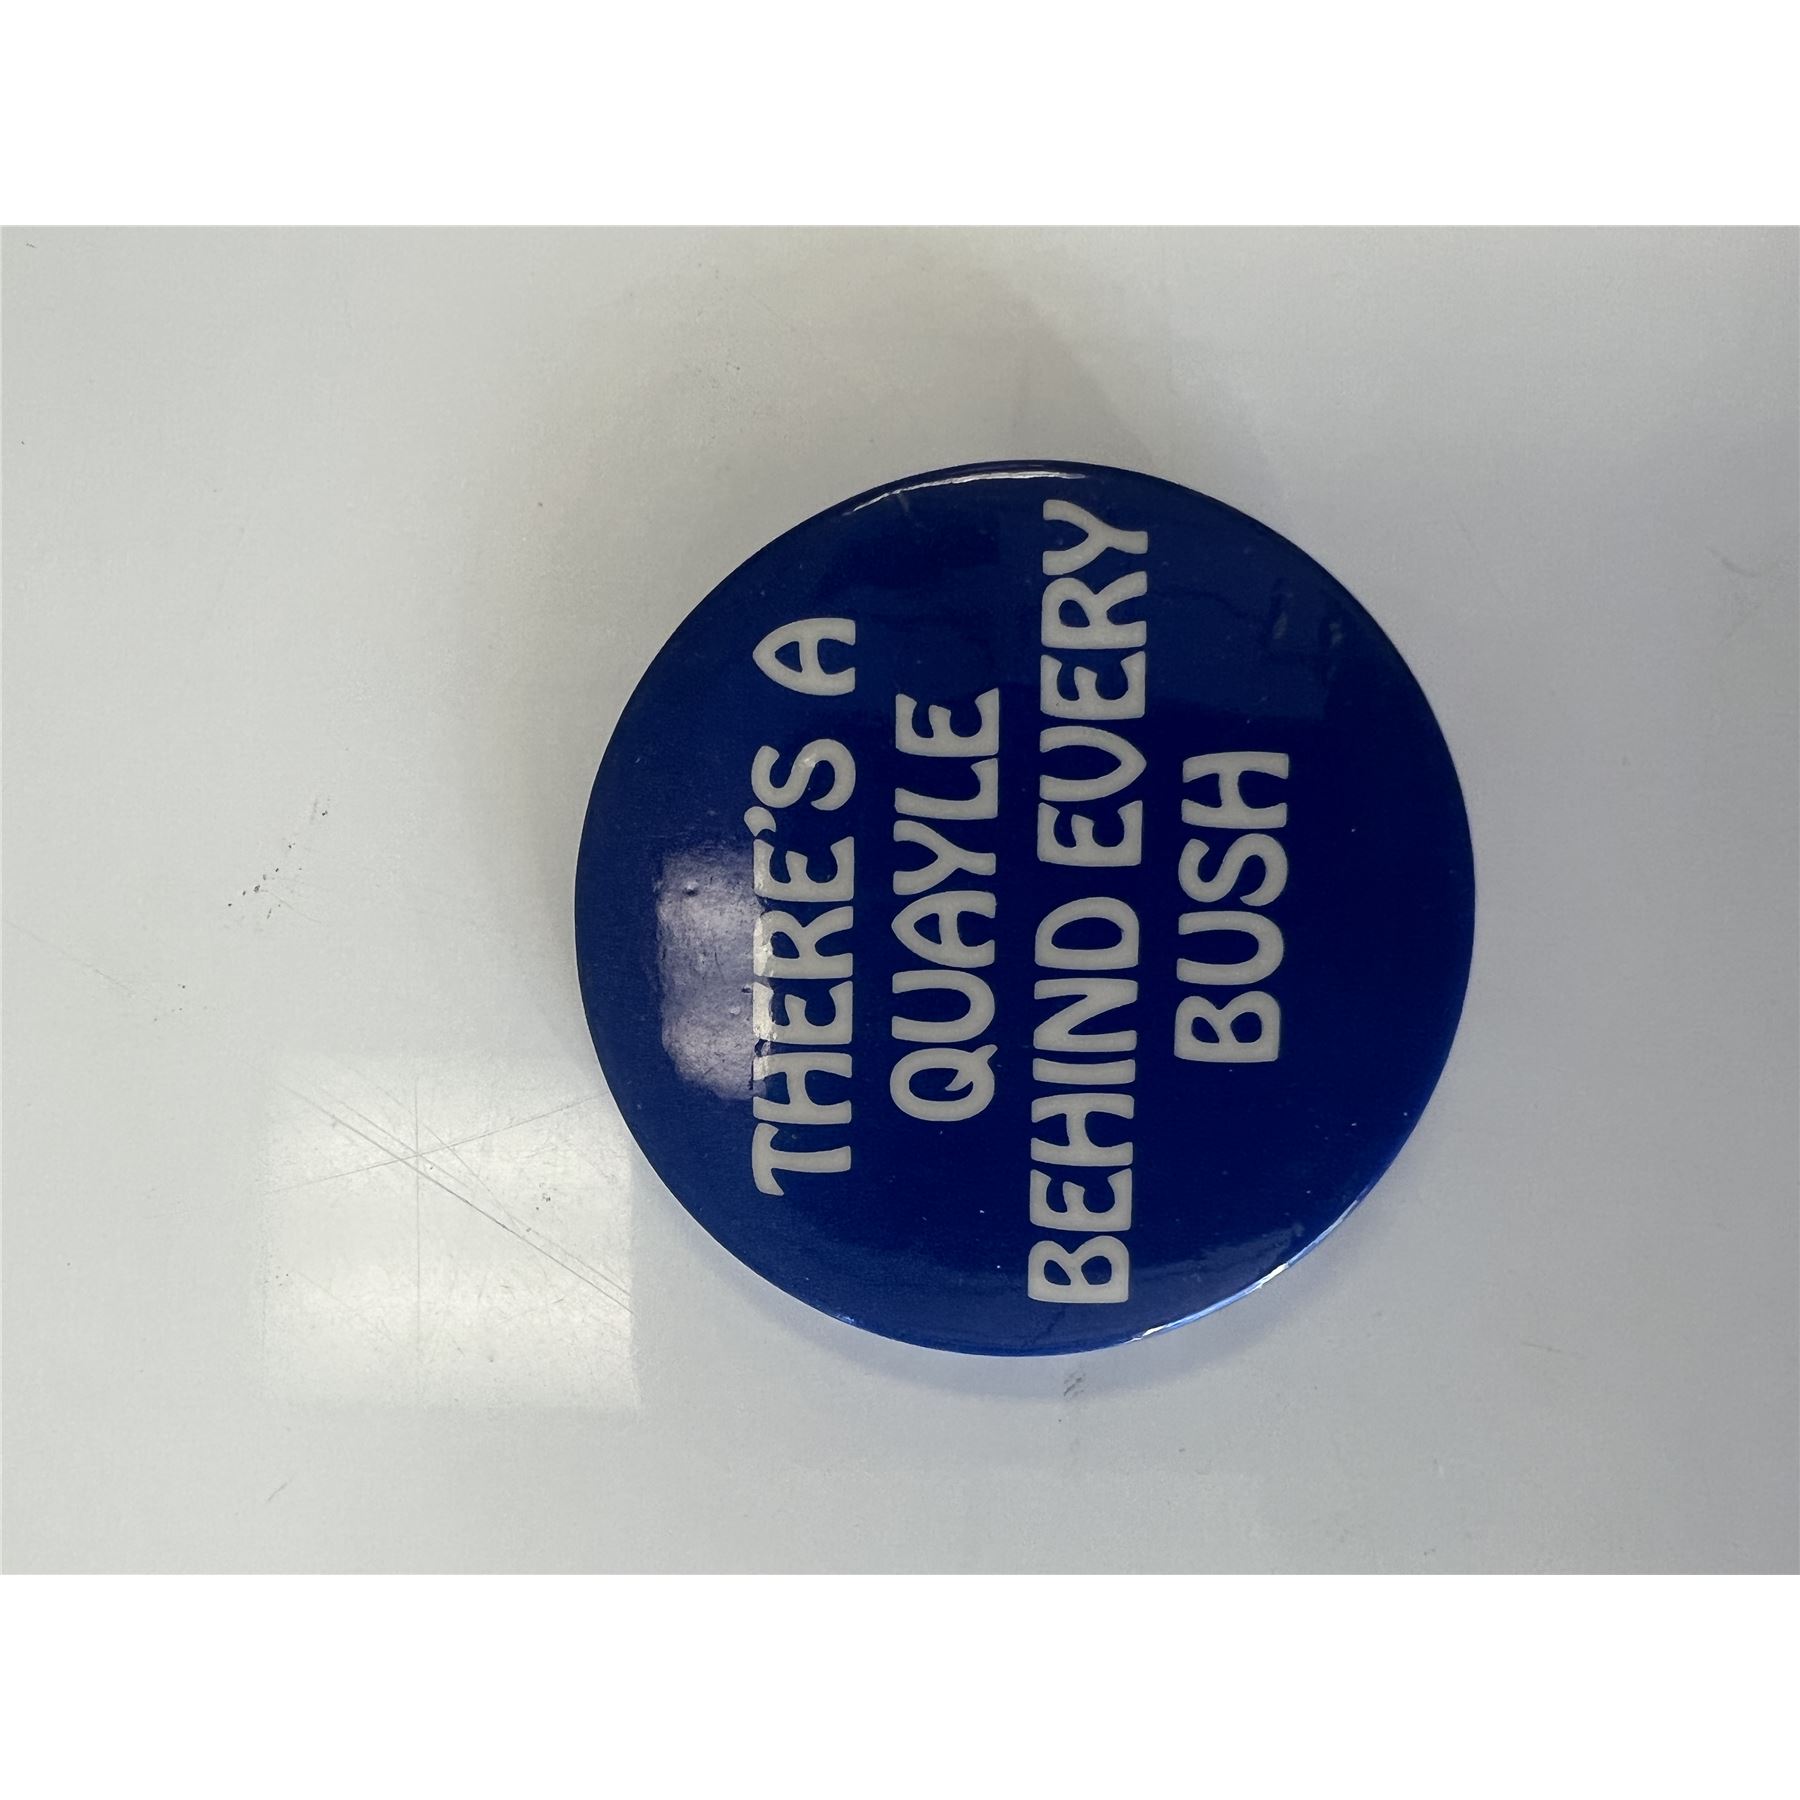 THERE'S A
QUAYLE
BEHIND EVERY
BUSH